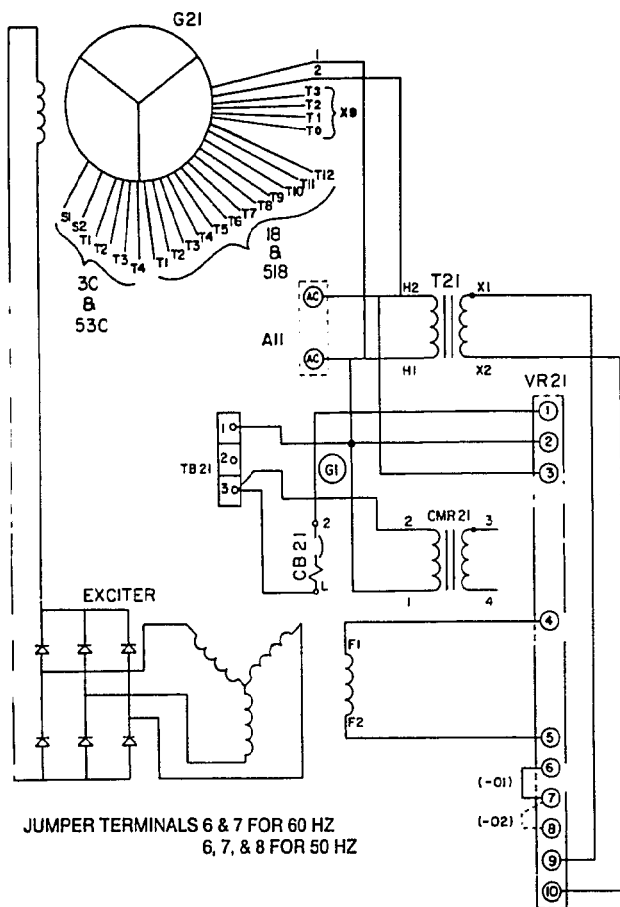 G21
1
2
T3
T2
T1
T0
X9
T12
T11
T10
T9
T8
T7
T6
T5
T4
T3
T2
T1
T4
T3
T2
T1
S2
S1
18
&
518
3C
&
53C
AC
A11
AC
H2 T21 X1
H1 X2
VR21
1
2
3
TB21
1
2
3
G1
2
CB21
L
2 CMR21 3
1 4
EXCITER
F1
F2
4
5
6
(-01)
7
(-02)
8
9
10
JUMPER TERMINALS 6 & 7 FOR 60 HZ
6, 7, & 8 FOR 50 HZ